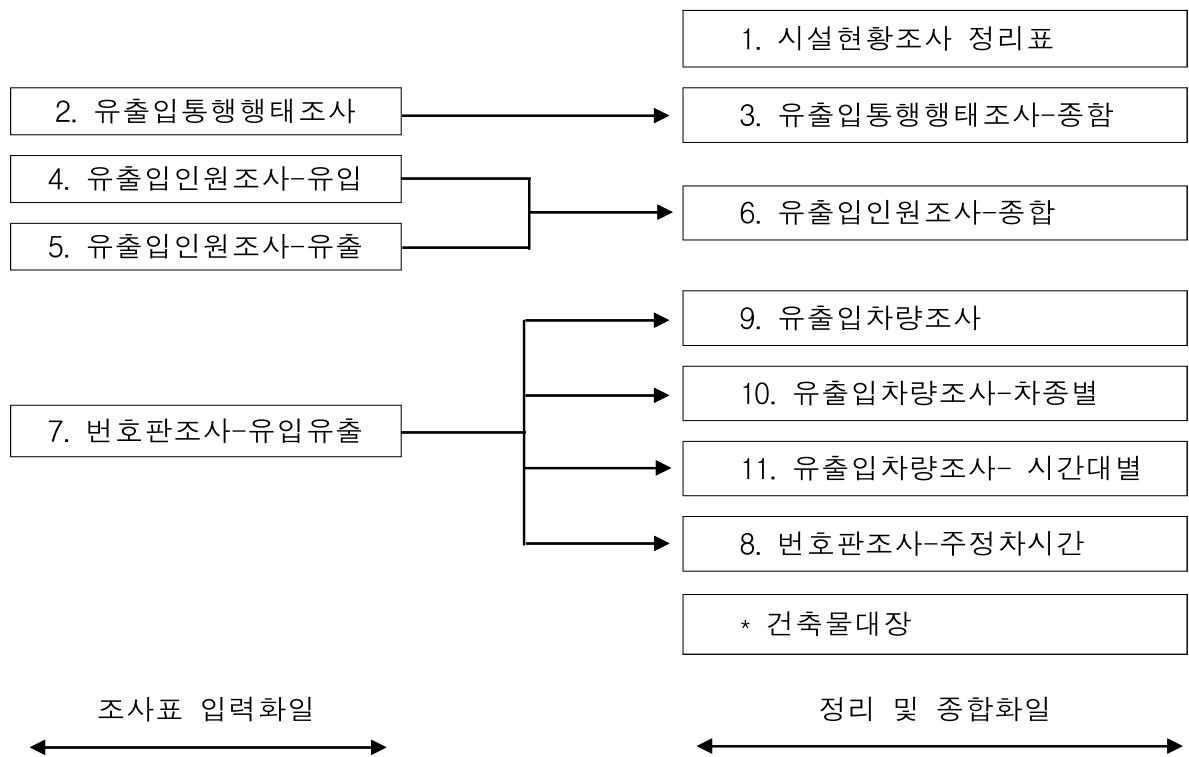 1. 시설현황조사 정리표
2. 유출입통행행태조사
3. 유출입통행행태조사-종함
4. 유출입인원조사-유입
5. 유출입인원조사-유출
6. 유출입인원조사-종합
7. 번호판조사-유입유출
9. 유출입차량조사
10. 유출입차량조사-차종별
11. 유출입차량조사- 시간대별
8. 번호판조사-주정차시간
* 건축물대장
조사표 입력화일
정리 및 종합화일